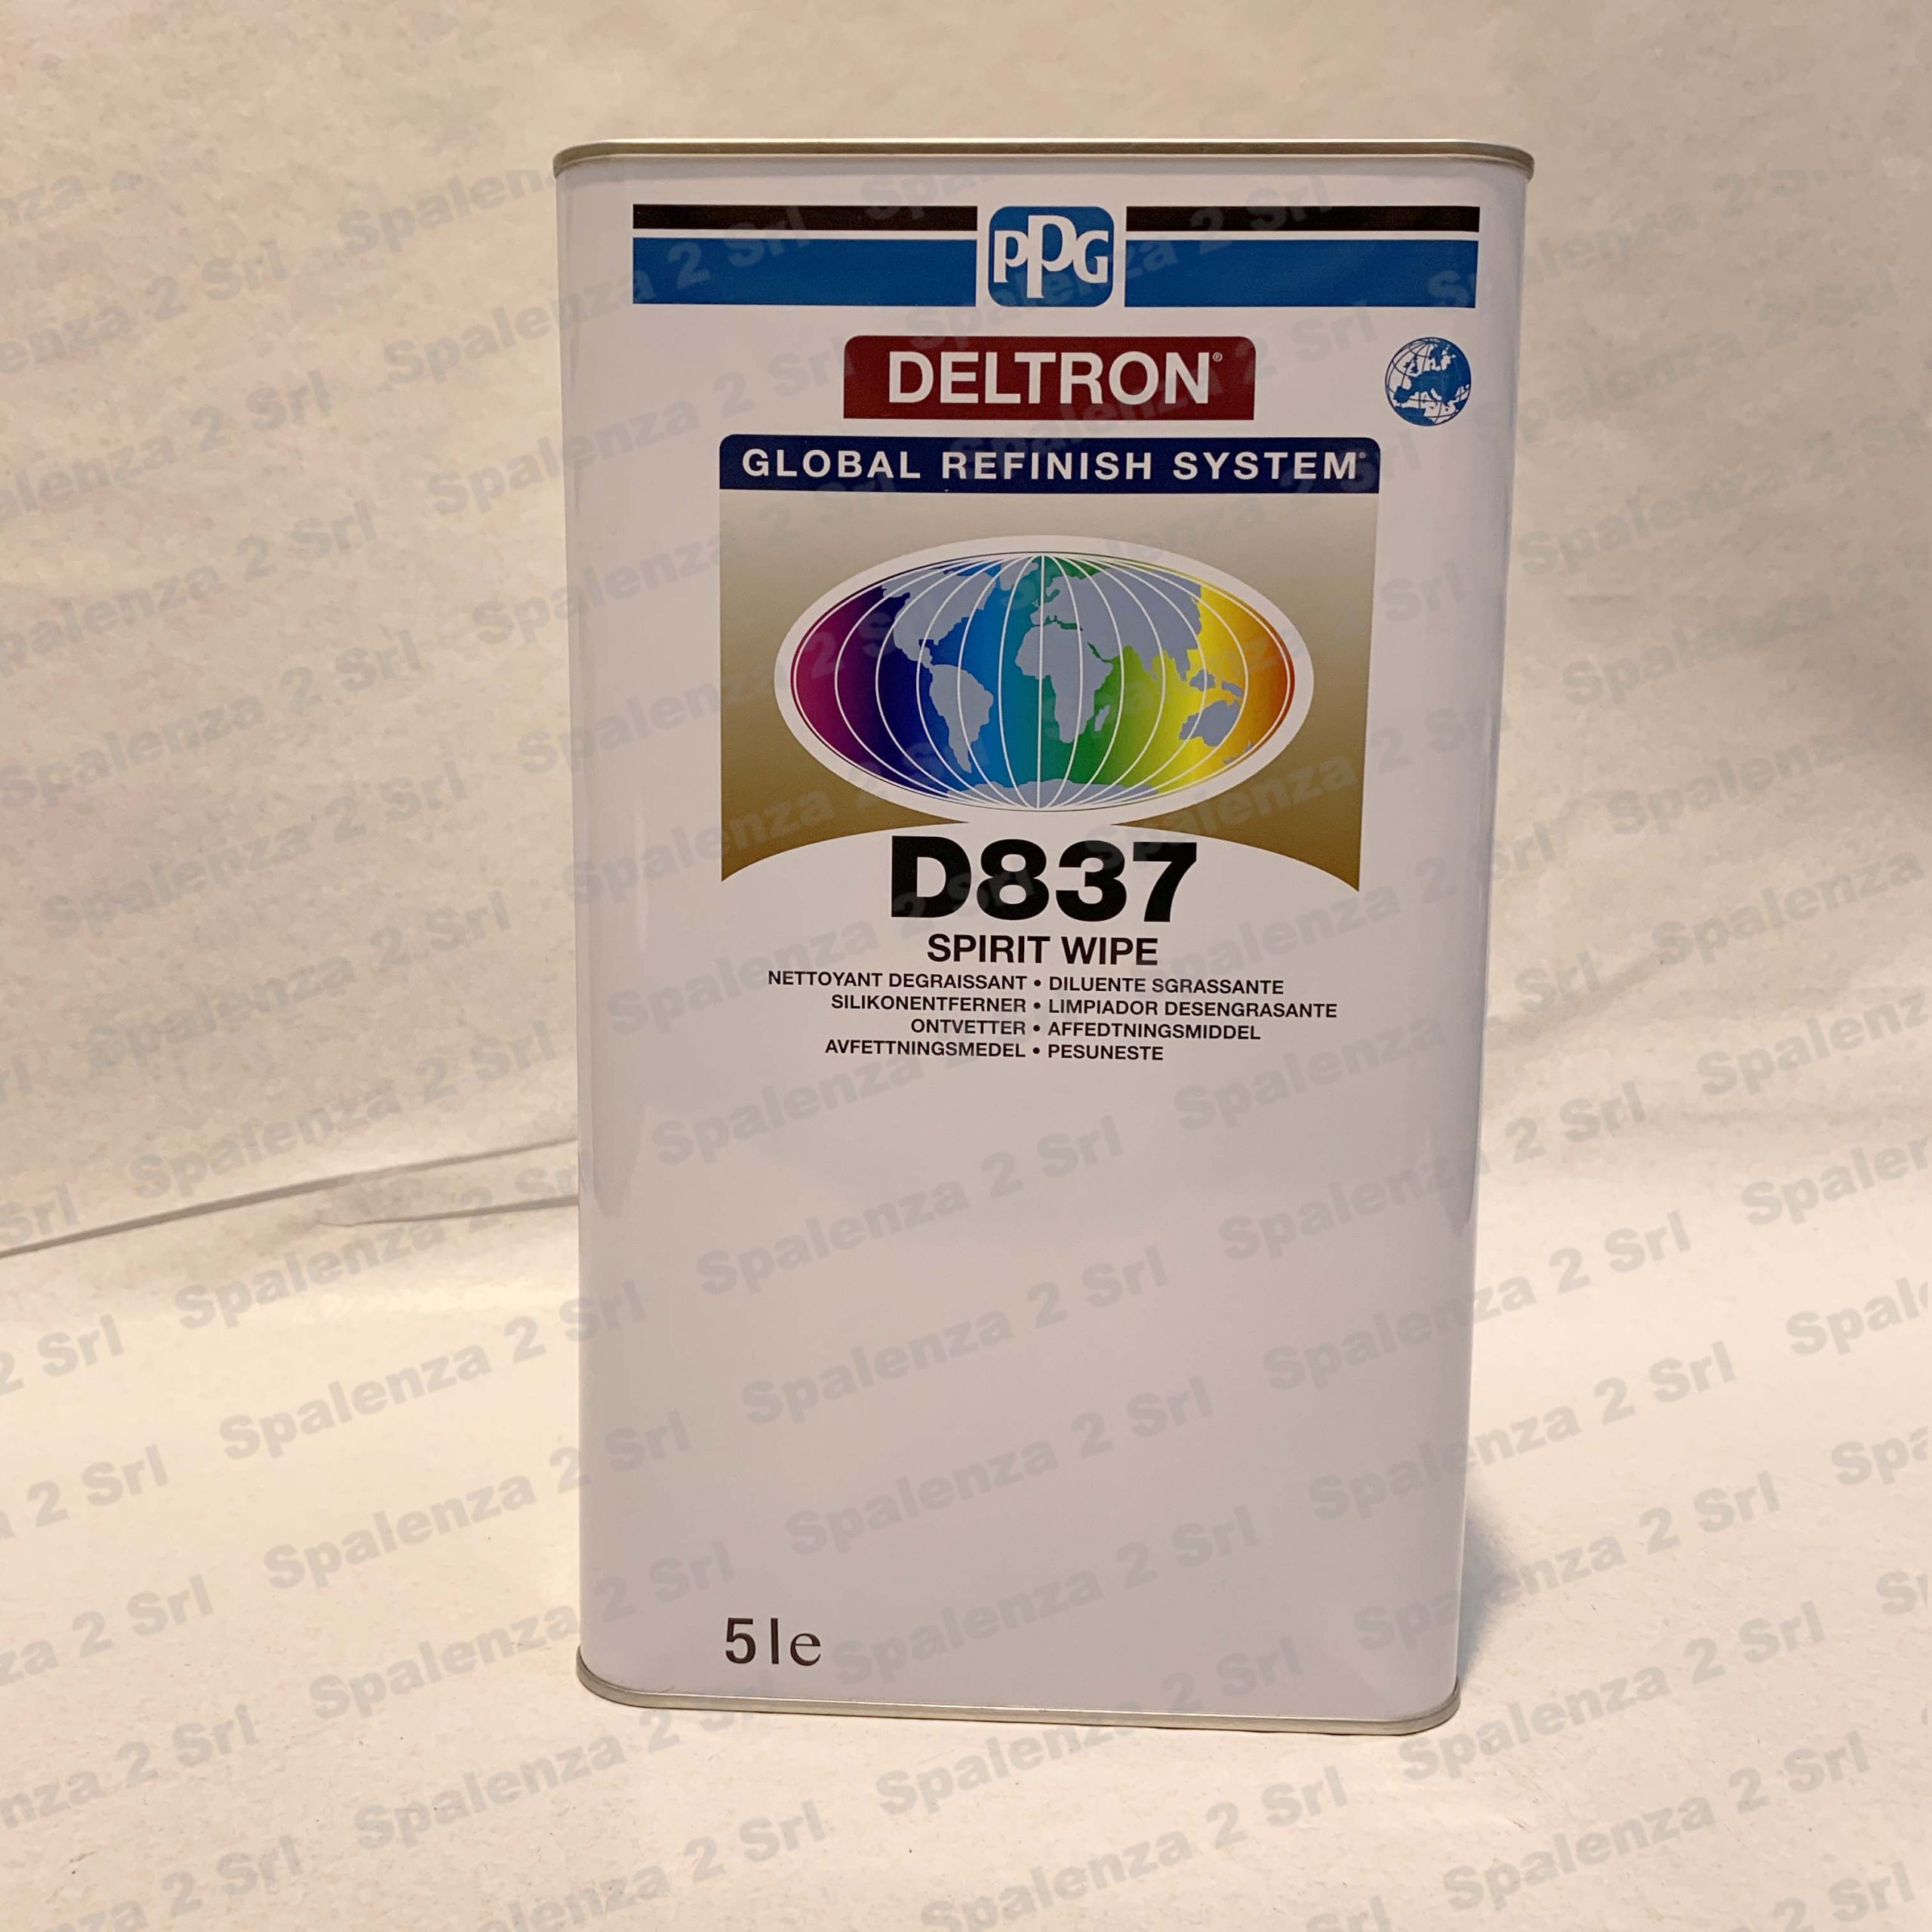 PPG
DELTRON®
GLOBAL REFINISH SYSTEM®
D837
SPIRIT WIPE
NETTOYANT DEGRAISSANT • DILUENTE SGRASSANTE
SILIKONENTFERNER • LIMPIADOR DESENGRASANTE
ONTVETTER • AFFEDTNINGSMIDDEL
AVFETTNINGSMEDEL • PESUNESTE
5 l e
Spalenza 2 Srl